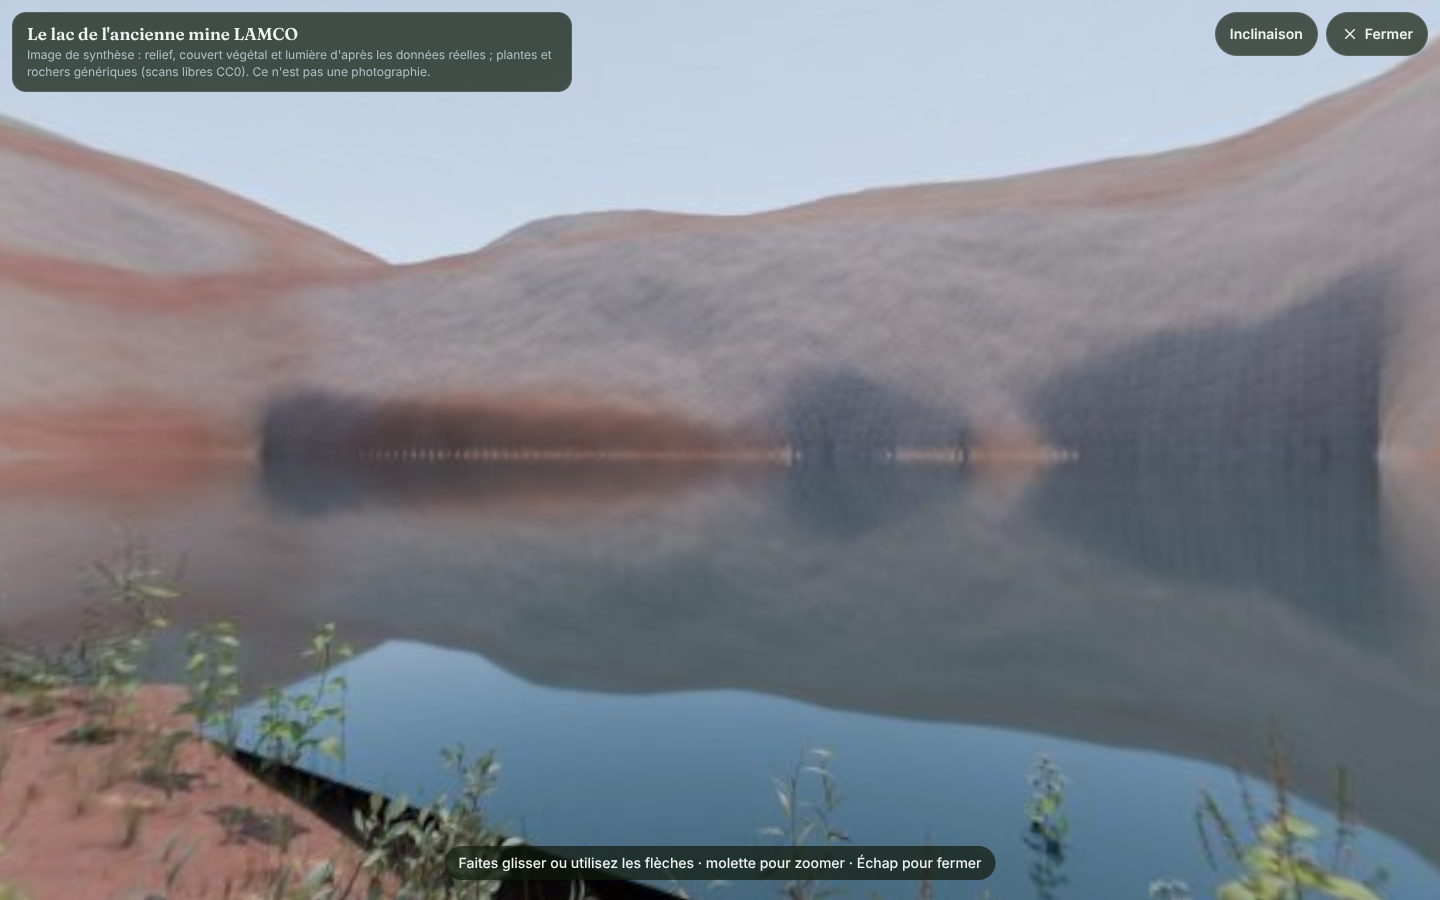 Le lac de l'ancienne mine LAMCO
Image de synthèse : relief, couvert végétal et lumière d'après les données réelles ; plantes et
rochers génériques (scans libres CC0). Ce n'est pas une photographie.
Inclinaison
Fermer
Faites glisser ou utilisez les flèches · molette pour zoomer · Échap pour fermer